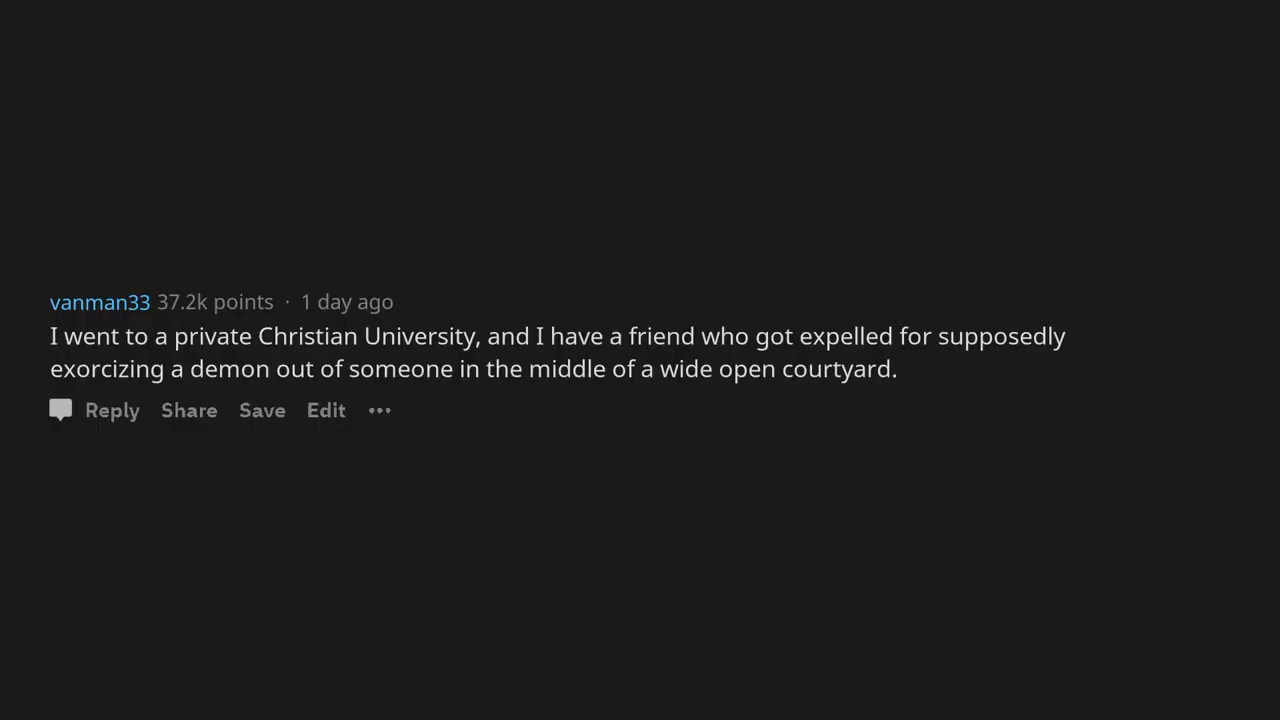 vanman33 37.2k points · 1 day ago
I went to a private Christian University, and I have a friend who got expelled for supposedly
exorcizing a demon out of someone in the middle of a wide open courtyard.
Reply Share Save Edit •••